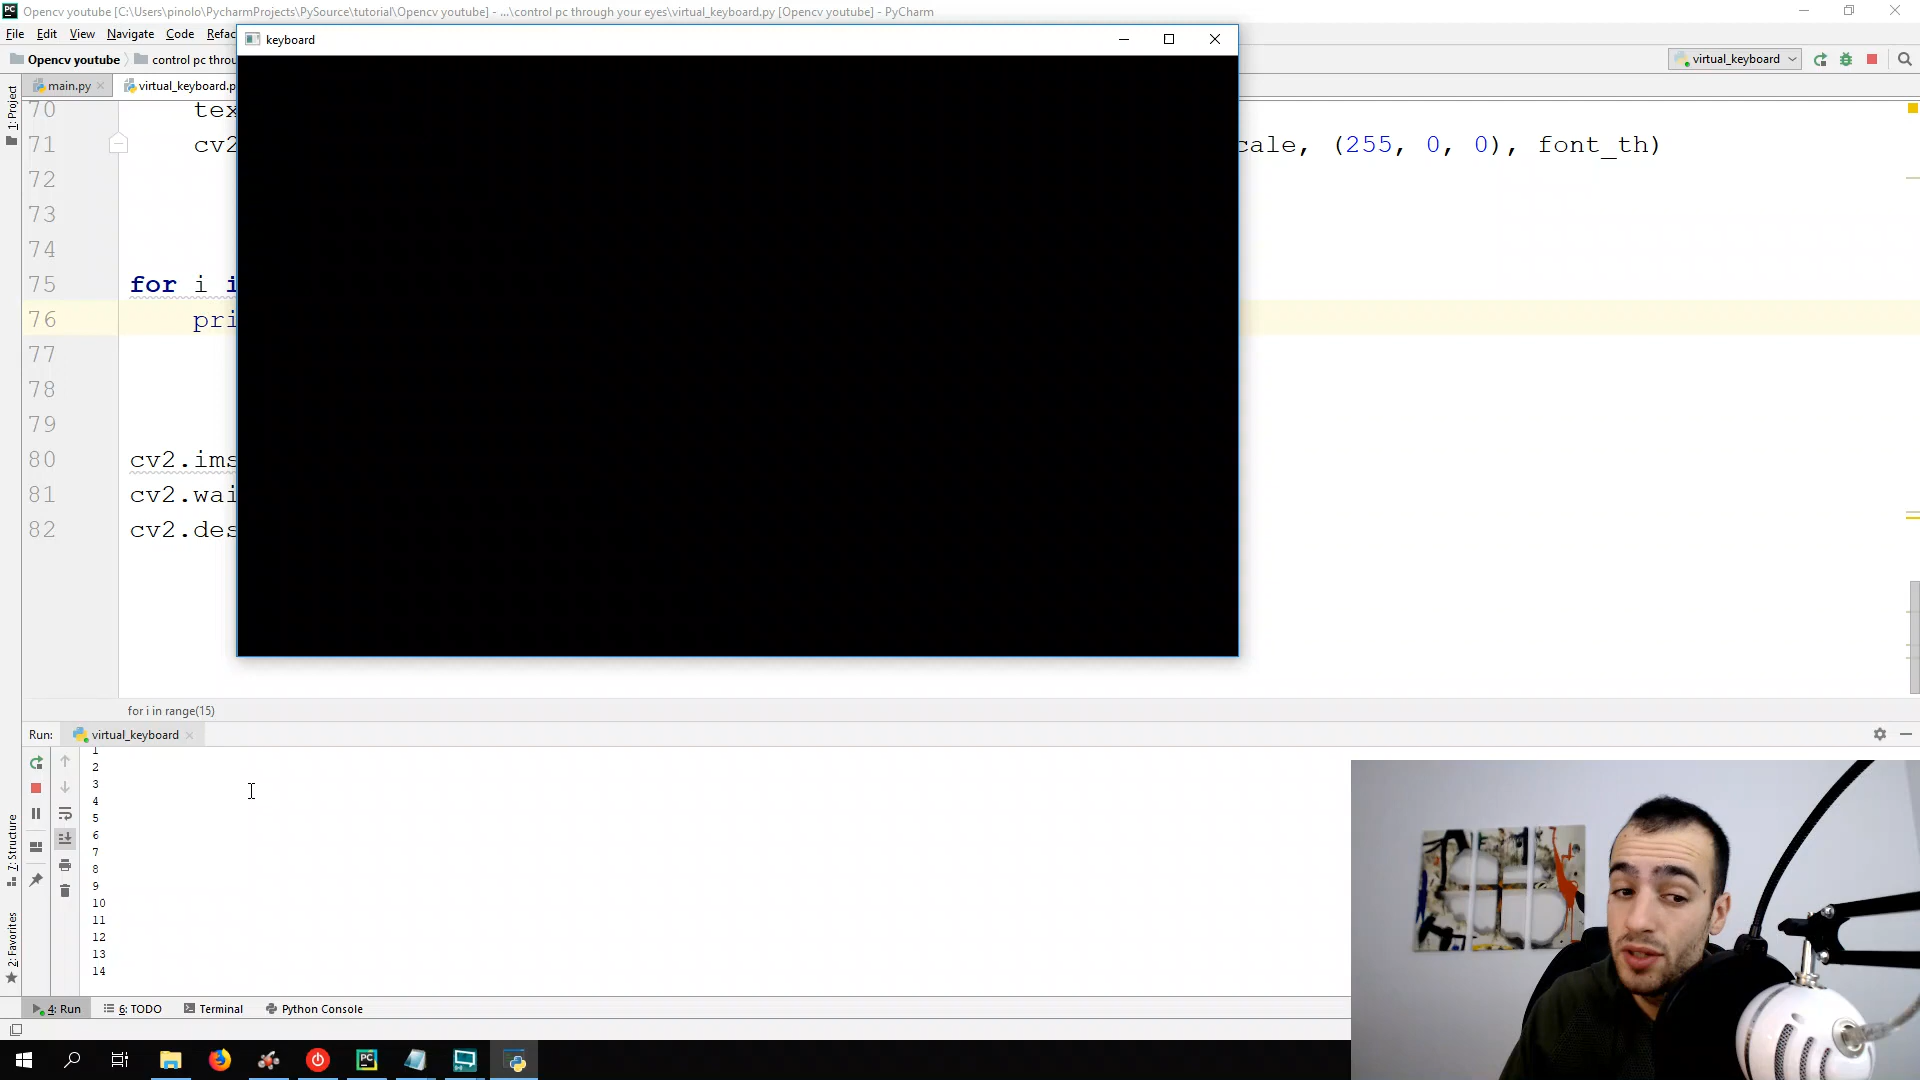 Opencv youtube [C:\Users\pinolo\PycharmProjects\PySource\tutorial\Opencv youtube] - ...\control pc through your eyes\virtual_keyboard.py [Opencv youtube] - PyCharm
File Edit View Navigate Code Refac
keyboard
Opencv youtube control pc throu
virtual_keyboard
main.py virtual_keyboard.p
1: Project
70 tex
71 cv2 cale, (255, 0, 0), font_th)
72
73
74
75 for i i
76 pri
77
78
79
80 cv2.ims
81 cv2.wai
82 cv2.des
for i in range(15)
Run: virtual_keyboard
1
2
3
4
5
6
7
8
9
10
11
12
13
14
7: Structure
2: Favorites
4: Run 6: TODO Terminal Python Console